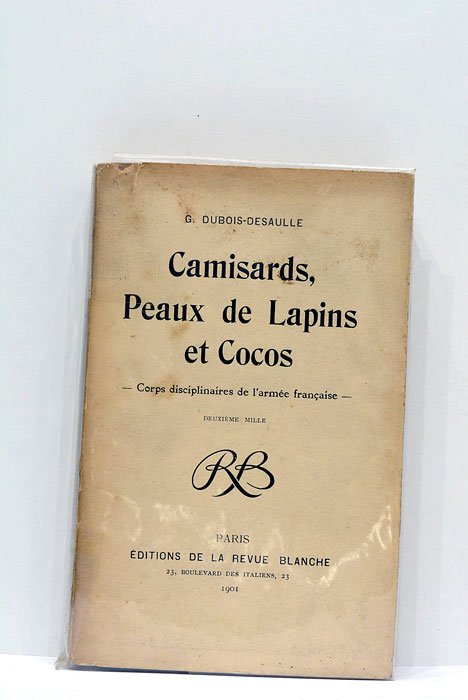 G. DUBOIS-DESAULLE
Camisards,
Peaux de Lapins
et Cocos
— Corps disciplinaires de l'armée française —
DEUXIÈME MILLE
RB
PARIS
ÉDITIONS DE LA REVUE BLANCHE
23, BOULEVARD DES ITALIENS, 23
1901